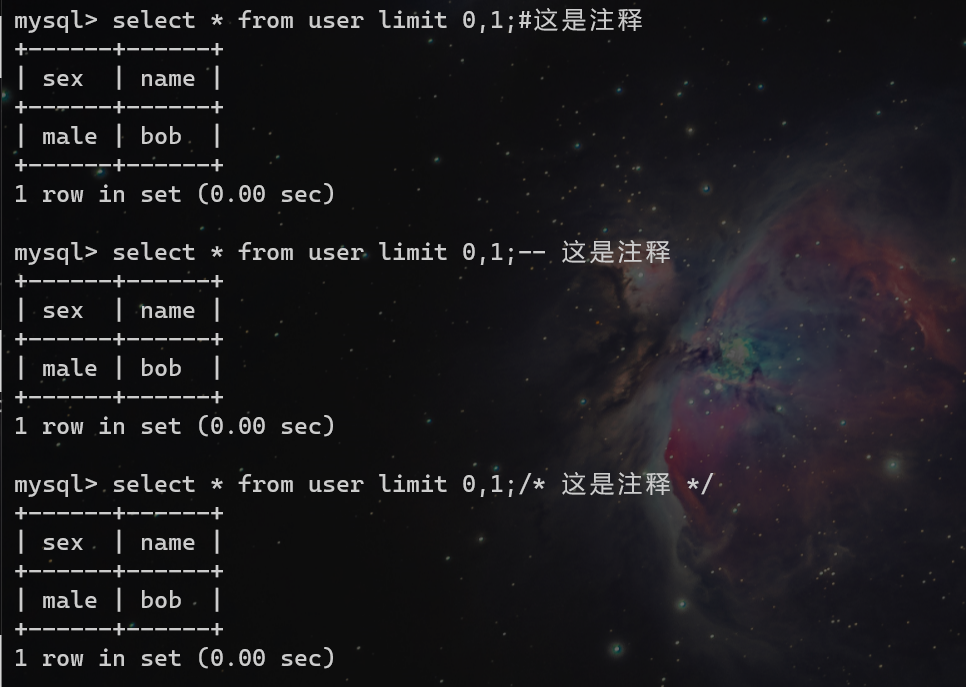 mysql> select * from user limit 0,1;#这是注释
+------+------+
| sex  | name |
+------+------+
| male | bob  |
+------+------+
1 row in set (0.00 sec)

mysql> select * from user limit 0,1;-- 这是注释
+------+------+
| sex  | name |
+------+------+
| male | bob  |
+------+------+
1 row in set (0.00 sec)

mysql> select * from user limit 0,1;/* 这是注释 */
+------+------+
| sex  | name |
+------+------+
| male | bob  |
+------+------+
1 row in set (0.00 sec)